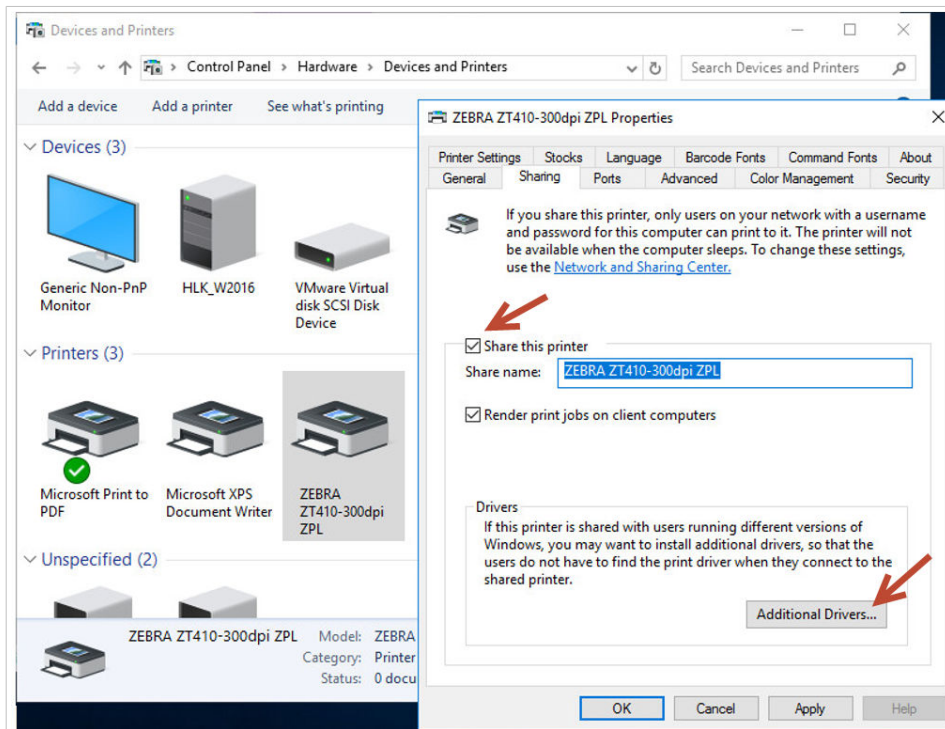 Devices and Printers
Control Panel > Hardware > Devices and Printers
Search Devices and Printers
Add a device
Add a printer
See what's printing
Devices (3)
Generic Non-PnP
Monitor
HLK_W2016
VMware Virtual
disk SCSI Disk
Device
Printers (3)
Microsoft Print to
PDF
Microsoft XPS
Document Writer
ZEBRA
ZT410-300dpi
ZPL
Unspecified (2)
ZEBRA ZT410-300dpi ZPL
Model: ZEBRA
Category: Printer
Status: 0 docu
ZEBRA ZT410-300dpi ZPL Properties
Printer Settings
Stocks
Language
Barcode Fonts
Command Fonts
About
General
Sharing
Ports
Advanced
Color Management
Security
If you share this printer, only users on your network with a username
and password for this computer can print to it. The printer will not
be available when the computer sleeps. To change these settings,
use the Network and Sharing Center.
Share this printer
Share name: ZEBRA ZT410-300dpi ZPL
Render print jobs on client computers
Drivers
If this printer is shared with users running different versions of
Windows, you may want to install additional drivers, so that the
users do not have to find the print driver when they connect to the
shared printer.
Additional Drivers...
OK
Cancel
Apply
Help